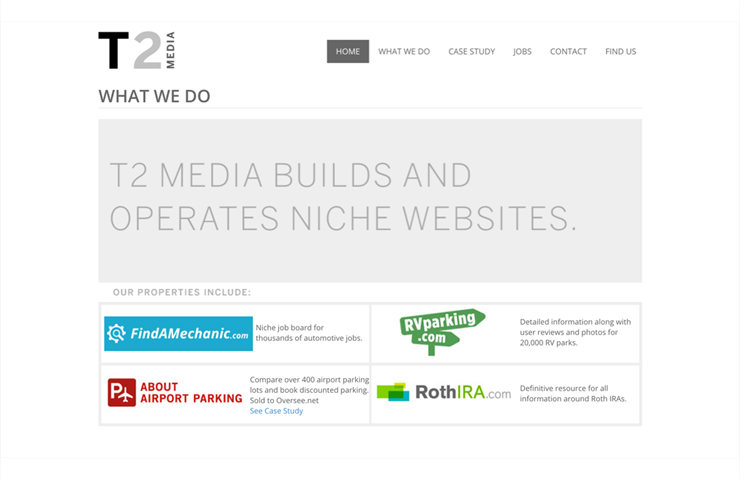 T2 MEDIA
HOME WHAT WE DO CASE STUDY JOBS CONTACT FIND US
WHAT WE DO
T2 MEDIA BUILDS AND
OPERATES NICHE WEBSITES.
OUR PROPERTIES INCLUDE:
FindAMechanic.com
Niche job board for
thousands of automotive jobs.
RVparking
.com
Detailed information along with
user reviews and photos for
20,000 RV parks.
P
ABOUT
AIRPORT PARKING
Compare over 400 airport parking
lots and book discounted parking.
Sold to Oversee.net
See Case Study
RothIRA.com
Definitive resource for all
information around Roth IRAs.